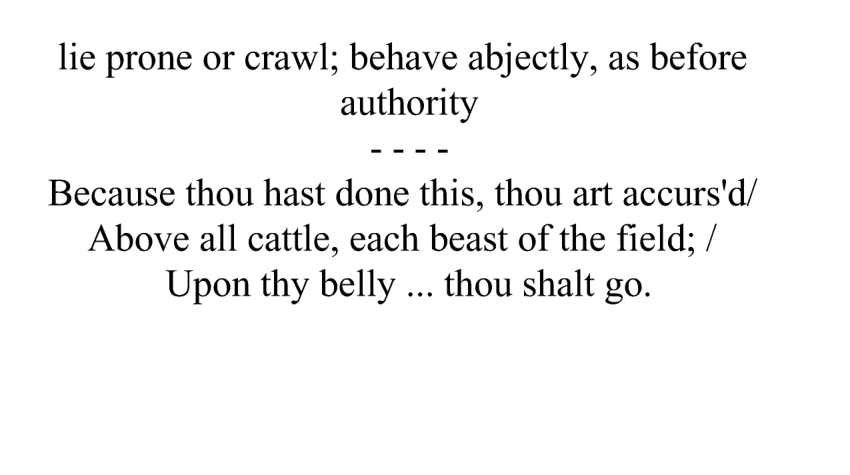 lie prone or crawl; behave abjectly, as before
authority
- - - -
Because thou hast done this, thou art accurs'd/
Above all cattle, each beast of the field; /
Upon thy belly ... thou shalt go.